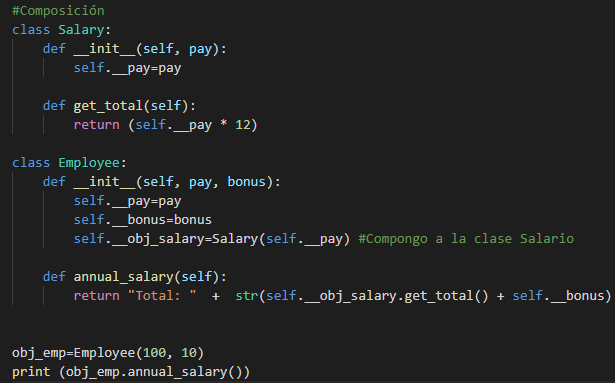 #Composición
class Salary:
    def __init__(self, pay):
        self.__pay=pay

    def get_total(self):
        return (self.__pay * 12)

class Employee:
    def __init__(self, pay, bonus):
        self.__pay=pay
        self.__bonus=bonus
        self.__obj_salary=Salary(self.__pay) #Compongo a la clase Salario

    def annual_salary(self):
        return "Total: "  +  str(self.__obj_salary.get_total() + self.__bonus)


obj_emp=Employee(100, 10)
print (obj_emp.annual_salary())